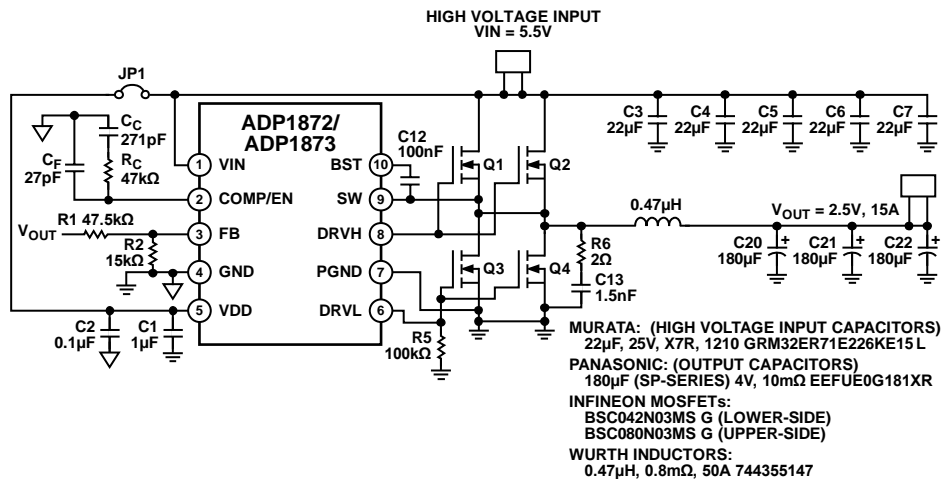 HIGH VOLTAGE INPUT
VIN = 5.5V
JP1
CC
271pF
CF
27pF
RC
47kΩ
ADP1872/
ADP1873
1 VIN
2 COMP/EN
3 FB
4 GND
5 VDD
BST 10
SW 9
DRVH 8
PGND 7
DRVL 6
VOUT
R1 47.5kΩ
R2
15kΩ
C2
0.1µF
C1
1µF
C12
100nF
Q1
Q2
Q3
Q4
R5
100kΩ
C3
22µF
C4
22µF
C5
22µF
C6
22µF
C7
22µF
0.47µH
VOUT = 2.5V, 15A
R6
2Ω
C13
1.5nF
C20
180µF
+
C21
180µF
+
C22
180µF
+
MURATA: (HIGH VOLTAGE INPUT CAPACITORS)
22µF, 25V, X7R, 1210 GRM32ER71E226KE15L
PANASONIC: (OUTPUT CAPACITORS)
180µF (SP-SERIES) 4V, 10mΩ EEFUE0G181XR
INFINEON MOSFETs:
BSC042N03MS G (LOWER-SIDE)
BSC080N03MS G (UPPER-SIDE)
WURTH INDUCTORS:
0.47µH, 0.8mΩ, 50A 744355147